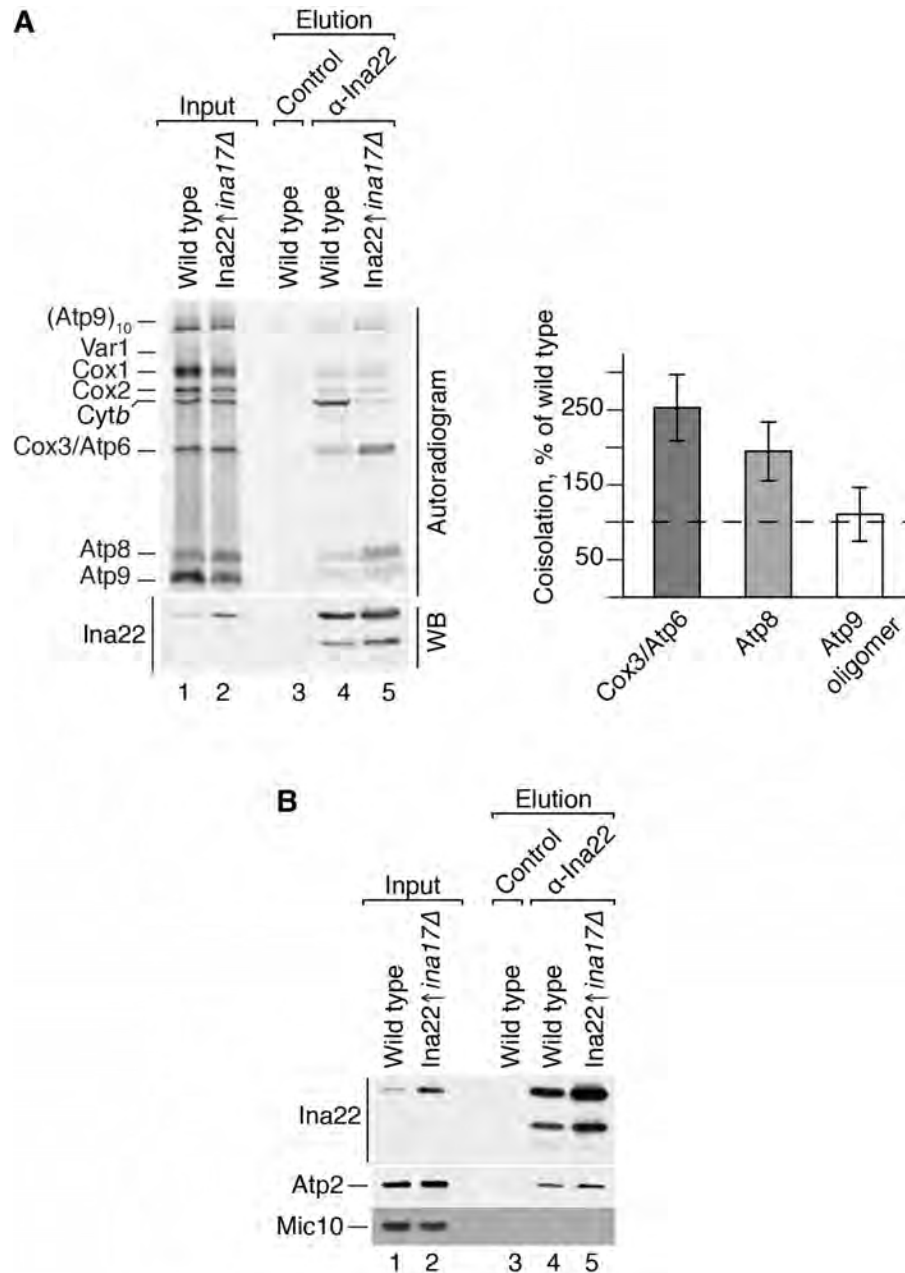 A
Elution
Control
α-Ina22
Input
Wild type
Ina22↑ina17Δ
Wild type
Wild type
Ina22↑ina17Δ
(Atp9)10
Var1
Cox1
Cox2
Cytb
Cox3/Atp6
Atp8
Atp9
Ina22
Autoradiogram
WB
1 2 3 4 5
Coisolation, % of wild type
250
150
50
Cox3/Atp6
Atp8
Atp9
oligomer
B
Elution
Control
α-Ina22
Input
Wild type
Ina22↑ina17Δ
Wild type
Wild type
Ina22↑ina17Δ
Ina22
Atp2
Mic10
1 2 3 4 5